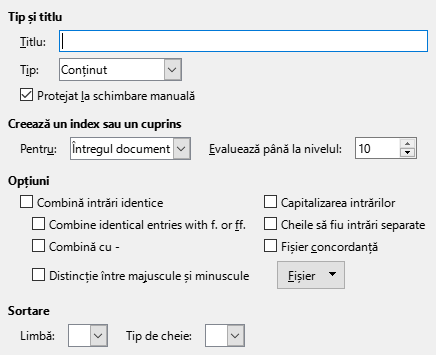 Tip și titlu
Titlu:
Tip: Conținut
Protejat la schimbare manuală
Creează un index sau un cuprins
Pentru: Întregul document Evaluează până la nivelul: 10
Opțiuni
Combină intrări identice Capitalizarea intrărilor
Combine identical entries with f. or ff. Cheile să fiu intrări separate
Combină cu - Fișier concordanță
Distincție între majuscule și minuscule Fișier
Sortare
Limbă: Tip de cheie: